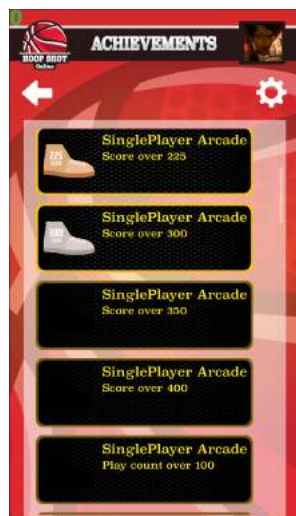 0
ACHIEVEMENTS
HOOP SHOT
Online
SinglePlayer Arcade
Score over 225
225
SinglePlayer Arcade
Score over 300
300
SinglePlayer Arcade
Score over 350
SinglePlayer Arcade
Score over 400
SinglePlayer Arcade
Play count over 100